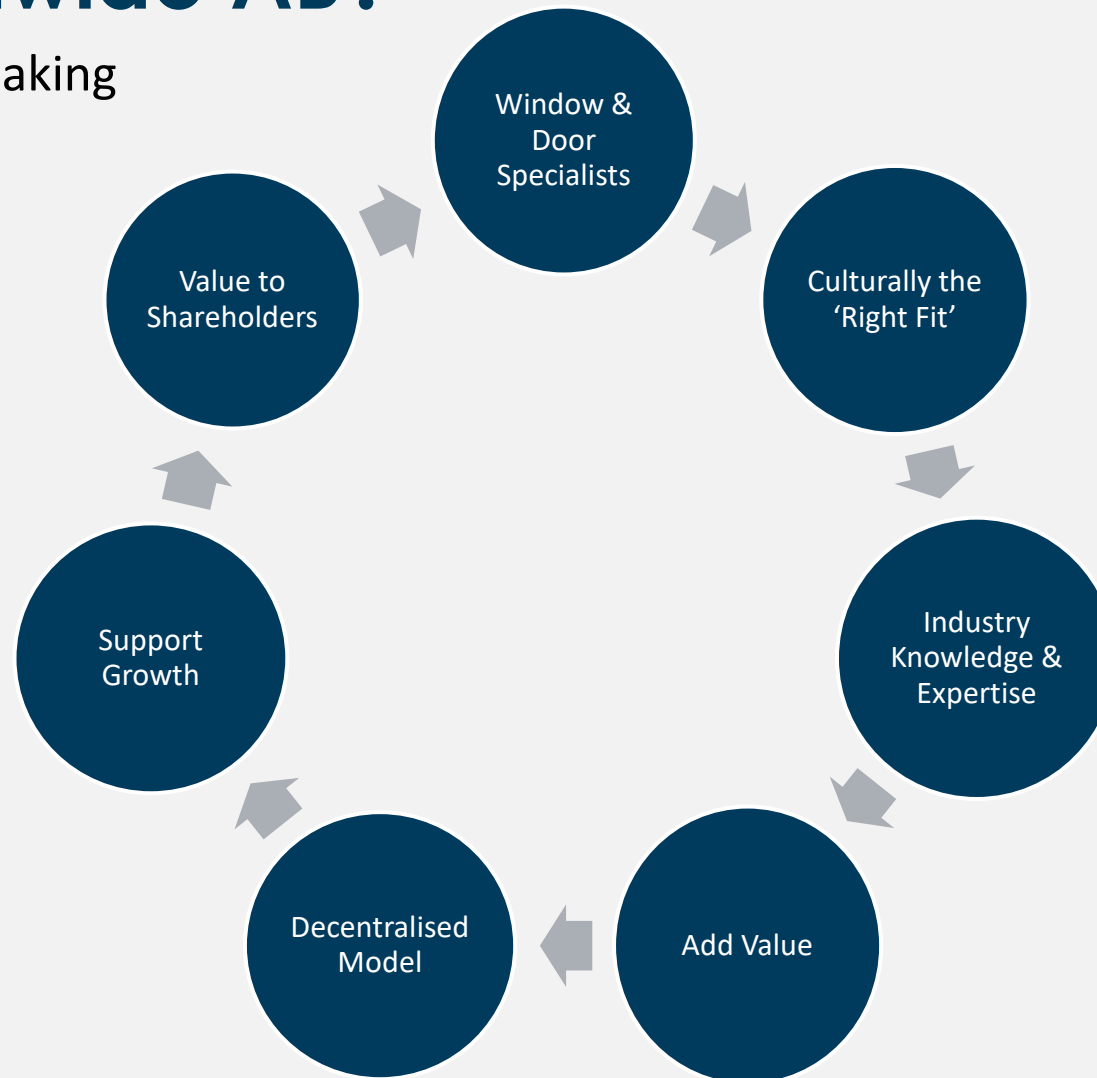 AB?
aking
Window &
Door
Specialists
Culturally the
‘Right Fit’
Industry
Knowledge &
Expertise
Add Value
Decentralised
Model
Support
Growth
Value to
Shareholders